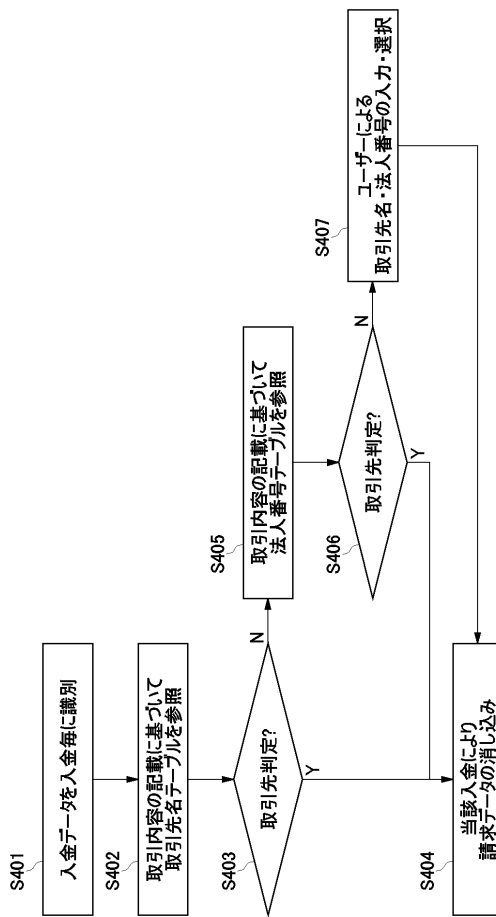 S401
入金データを入金毎に識別
S402
取引内容の記載に基づいて
取引先名テーブルを参照
S403
取引先判定?
N
Y
S405
取引内容の記載に基づいて
法人番号テーブルを参照
S406
取引先判定?
N
Y
S407
ユーザーによる
取引先名・法人番号の入力・選択
S404
当該入金により
請求データの消し込み